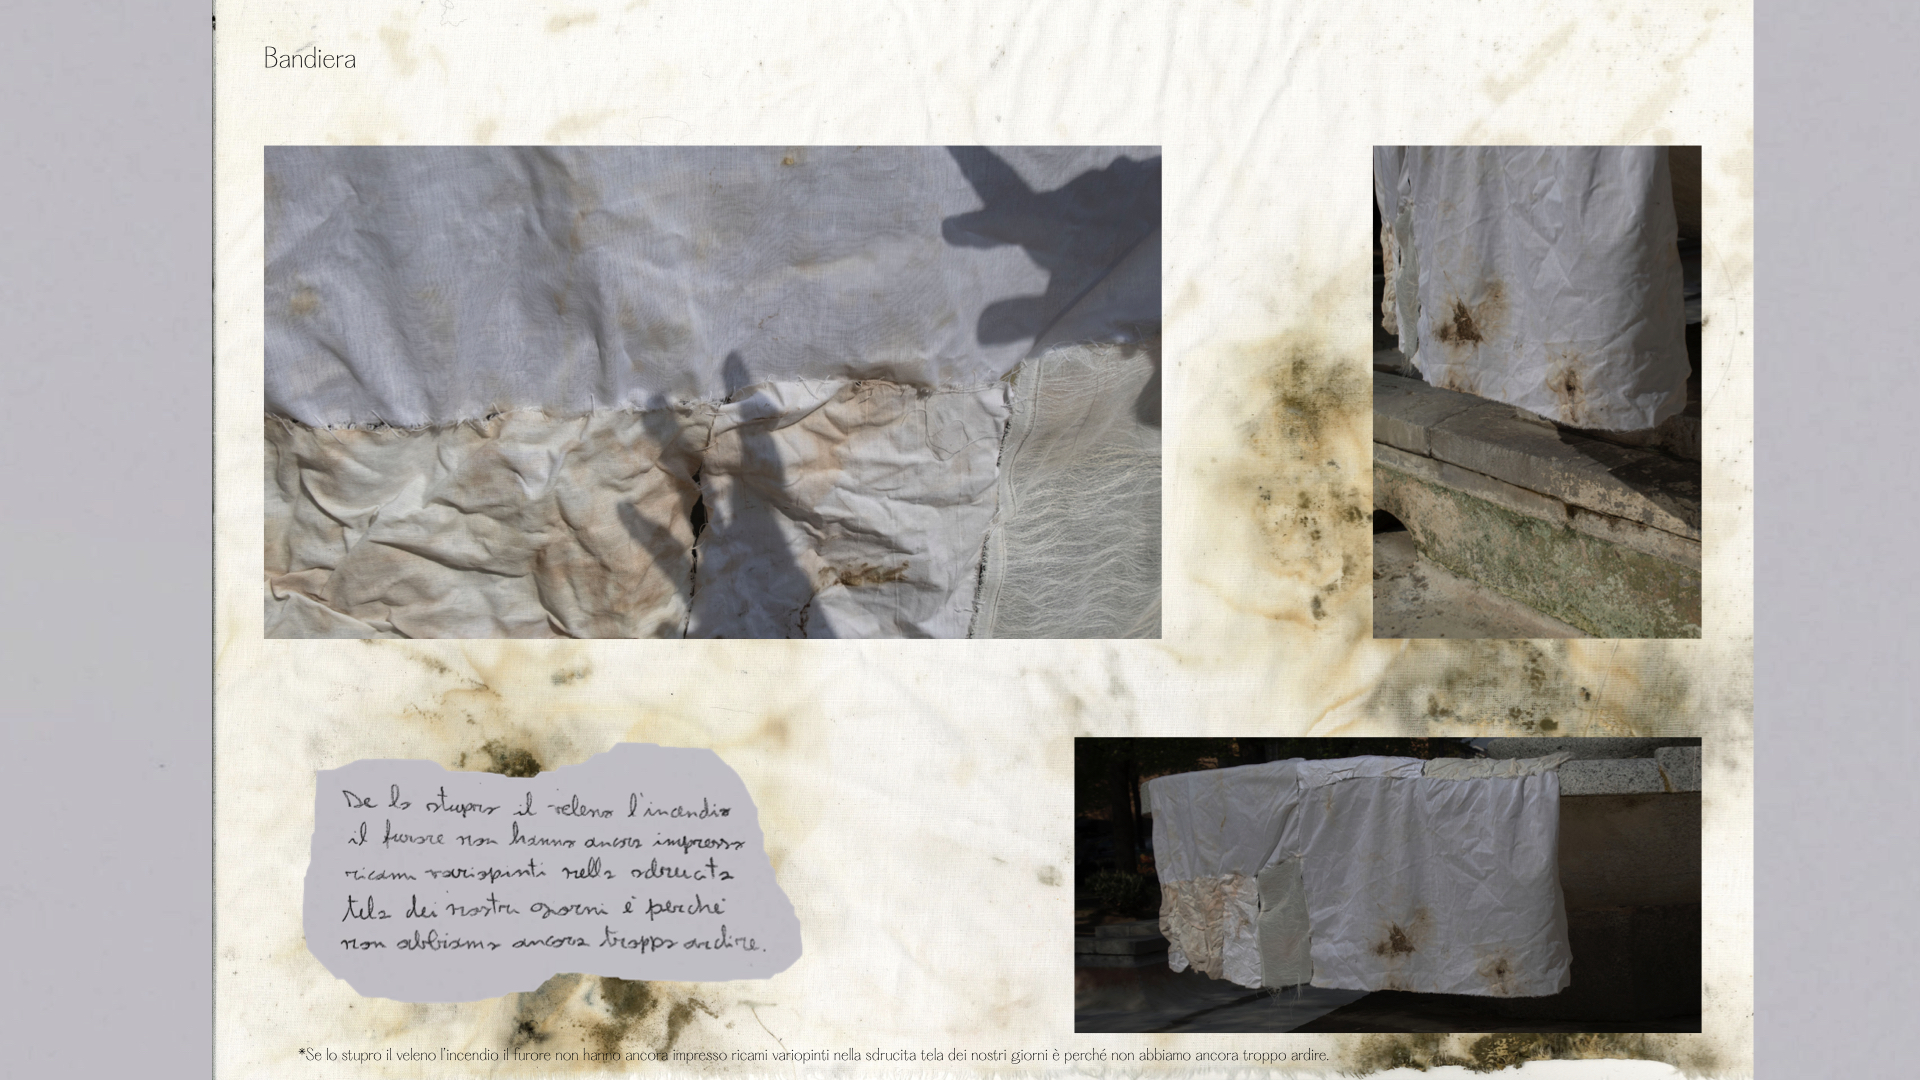 Bandiera
Se lo stupro il veleno l'incendio
il furore non hanno ancora impresso
ricami variopinti nella sdrucita
tela dei nostri giorni è perché
non abbiamo ancora troppo ardire.
*Se lo stupro il veleno l'incendio il furore non hanno ancora impresso ricami variopinti nella sdrucita tela dei nostri giorni è perché non abbiamo ancora troppo ardire.